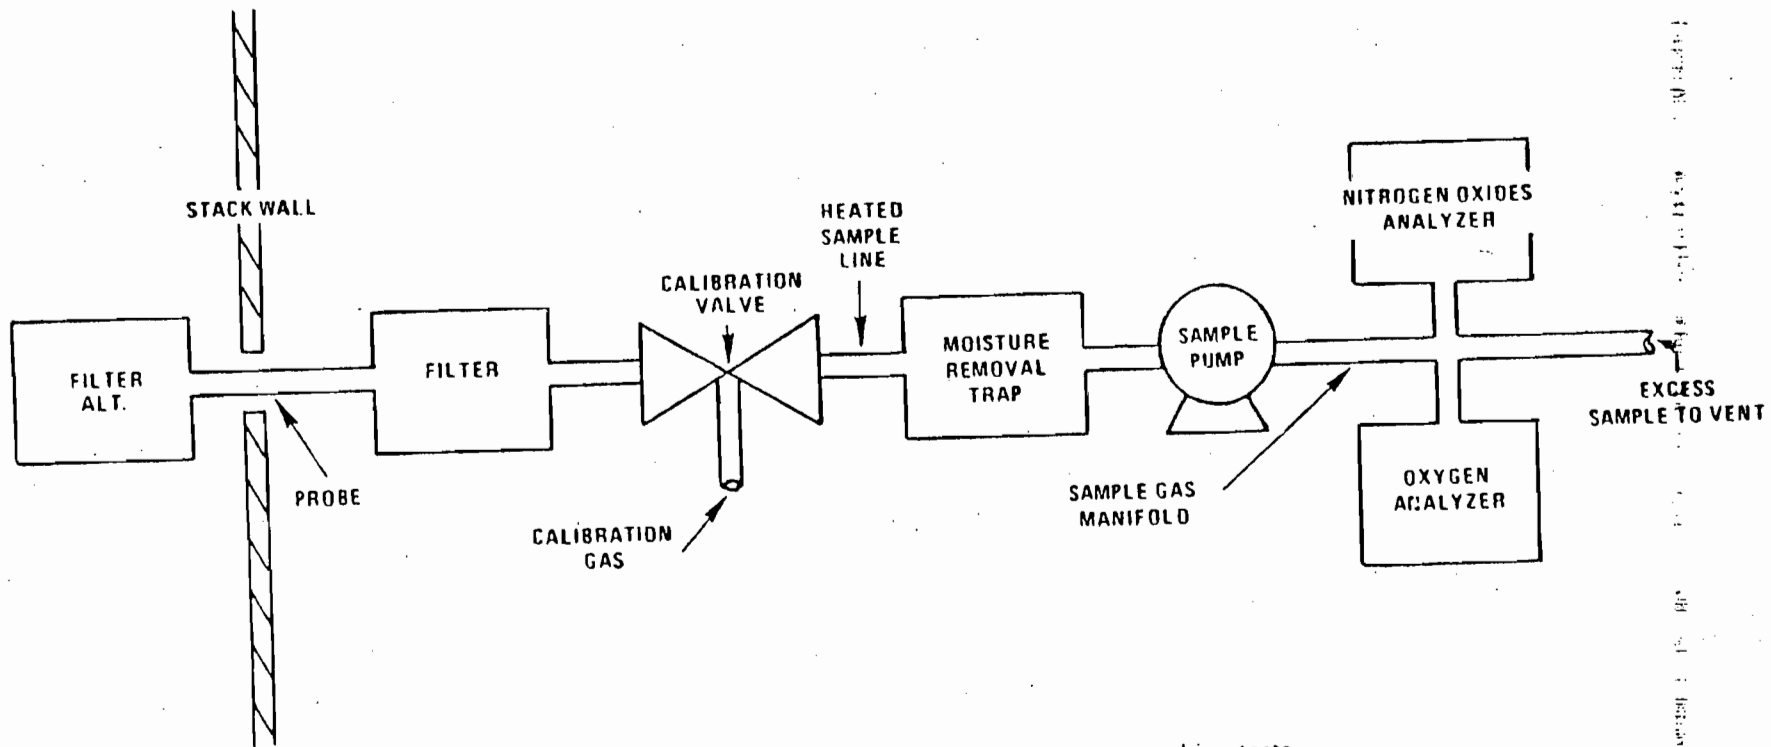 STACK WALL
FILTER
ALT.
PROBE
FILTER
CALIBRATION
VALVE
CALIBRATION
GAS
HEATED
SAMPLE
LINE
MOISTURE
REMOVAL
TRAP
SAMPLE
PUMP
SAMPLE GAS
MANIFOLD
NITROGEN OXIDES
ANALYZER
OXYGEN
ANALYZER
EXCESS
SAMPLE TO VENT